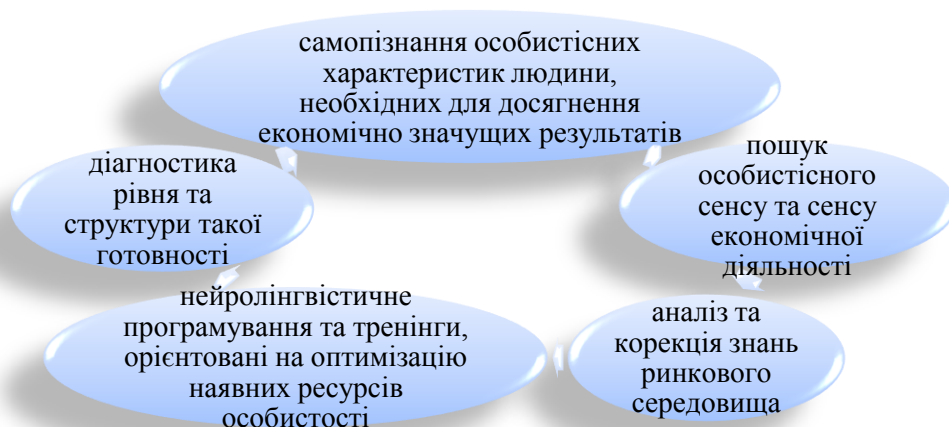 самопізнання особистісних
характеристик людини,
необхідних для досягнення
економічно значущих результатів
пошук
особистісного
сенсу та сенсу
економічної
діяльності
аналіз та
корекція знань
ринкового
середовища
нейролінгвістичне
програмування та тренінги,
орієнтовані на оптимізацію
наявних ресурсів
особистості
діагностика
рівня та
структури такої
готовності